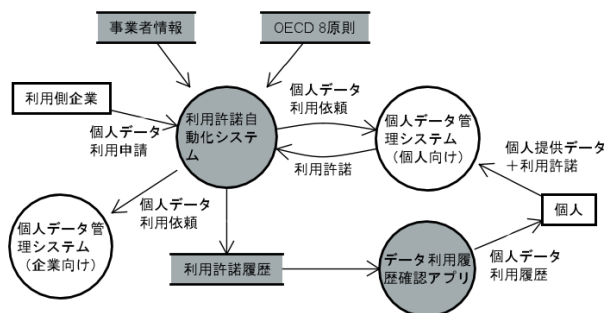 事業者情報
OECD 8原則
利用側企業
個人データ
利用申請
利用許諾自
動化システ
ム
個人データ
利用依頼
利用許諾
個人データ管
理システム
(個人向け)
個人提供データ
+利用許諾
個人
個人データ管
理システム
(企業向け)
個人データ
利用依頼
利用許諾履歴
データ利用履
歴確認アプリ
個人データ
利用履歴